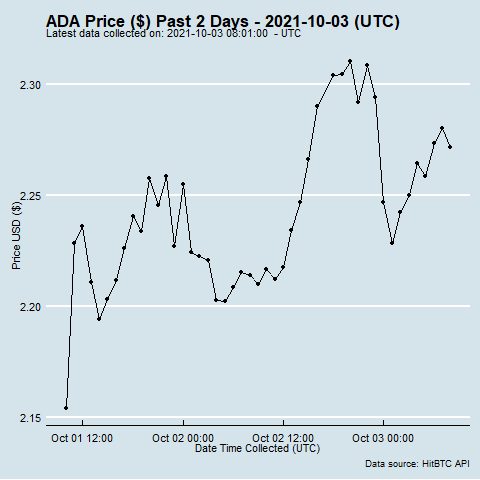 ADA Price ($) Past 2 Days - 2021-10-03 (UTC)
Latest data collected on: 2021-10-03 08:01:00  - UTC
Price USD ($)
2.30
2.25
2.20
2.15
Oct 01 12:00 Oct 02 00:00 Oct 02 12:00 Oct 03 00:00
Date Time Collected (UTC)
Data source: HitBTC API